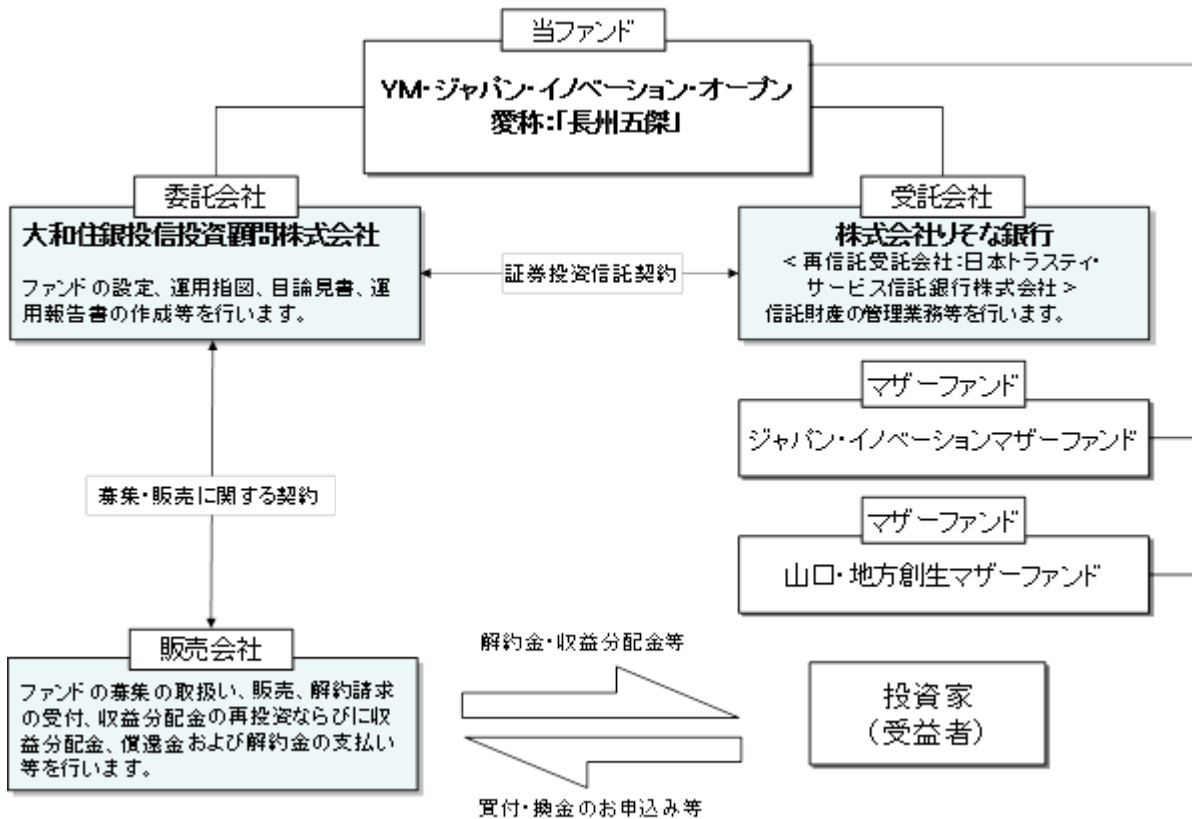 当ファンド
YM・ジャパン・イノベーション・オープン
愛称:「長州五傑」
委託会社
大和住銀投信投資顧問株式会社
ファンドの設定、運用指図、目論見書、運
用報告書の作成等を行います。
証券投資信託契約
受託会社
株式会社りそな銀行
<再信託受託会社:日本トラスティ・
サービス信託銀行株式会社>
信託財産の管理業務等を行います。
マザーファンド
ジャパン・イノベーションマザーファンド
募集・販売に関する契約
マザーファンド
山口・地方創生マザーファンド
販売会社
ファンドの募集の取扱い、販売、解約請求
の受付、収益分配金の再投資ならびに収
益分配金、償還金および解約金の支払い
等を行います。
解約金・収益分配金等
買付・換金のお申込み等
投資家
(受益者)